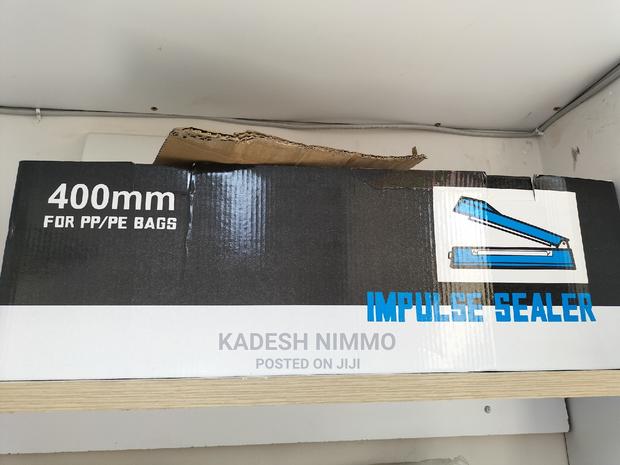 400mm
FOR PP/PE BAGS
IMPULSE SEALER
KADESH NIMMO
POSTED ON JIJI